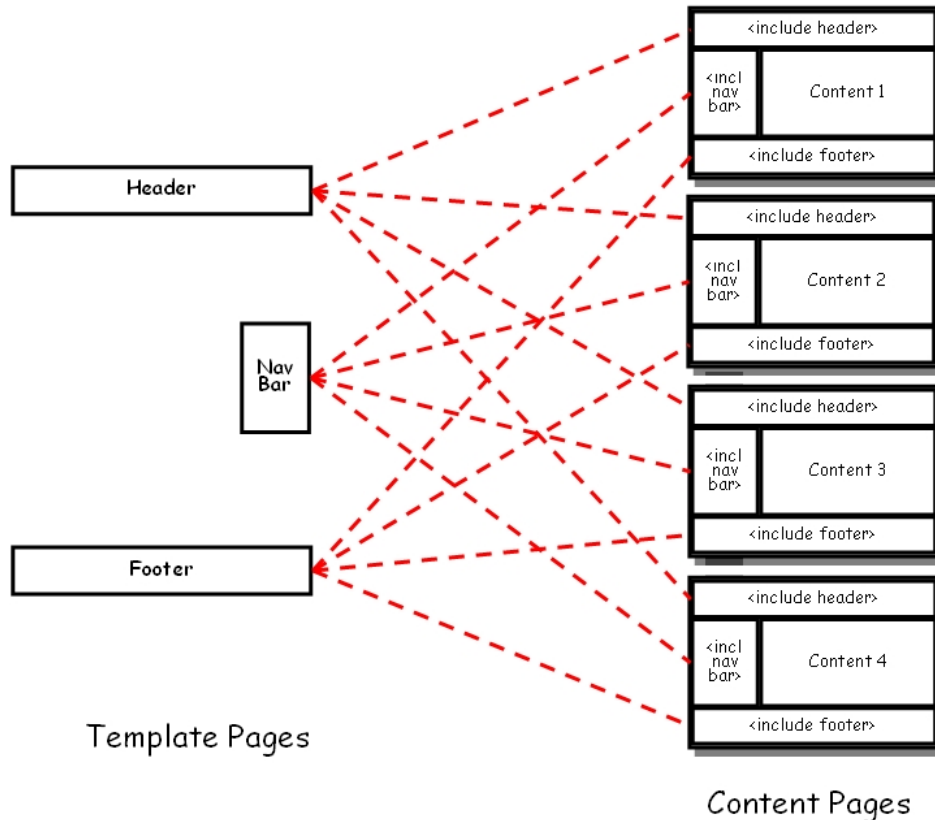 Header
Nav
Bar
Footer
Template Pages
<include header>
<incl
nav
bar>
Content 1
<include footer>
<include header>
<incl
nav
bar>
Content 2
<include footer>
<include header>
<incl
nav
bar>
Content 3
<include footer>
<include header>
<incl
nav
bar>
Content 4
<include footer>
Content Pages